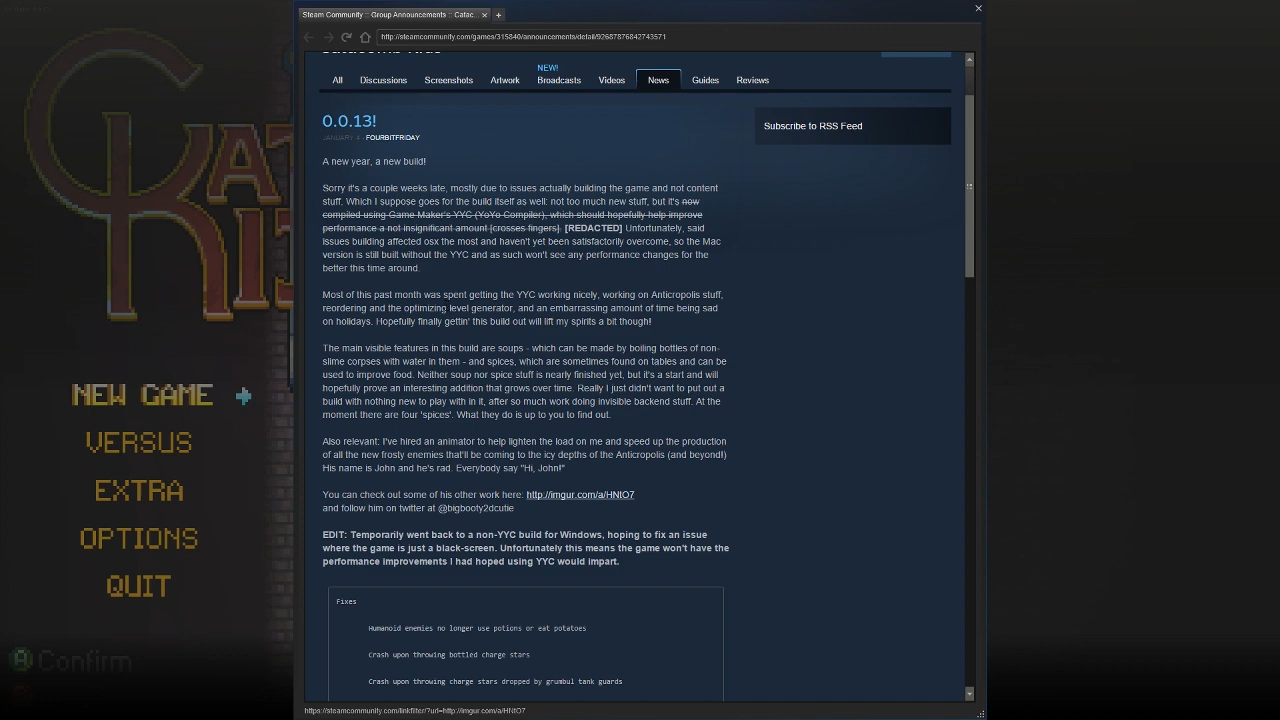 Steam Community :: Group Announcements :: Catac...
http://steamcommunity.com/games/315840/announcements/detail/92687876842743571
All Discussions Screenshots Artwork NEW! Broadcasts Videos News Guides Reviews
0.0.13!
JANUARY 4 - FOURBITFRIDAY
Subscribe to RSS Feed
A new year, a new build!
Sorry it's a couple weeks late, mostly due to issues actually building the game and not content
stuff. Which I suppose goes for the build itself as well: not too much new stuff, but it's now
compiled using Game Maker's YYC (YoYo Compiler), which should hopefully help improve
performance a not insignificant amount [crosses fingers]. [REDACTED] Unfortunately, said
issues building affected osx the most and haven't yet been satisfactorily overcome, so the Mac
version is still built without the YYC and as such won't see any performance changes for the
better this time around.
Most of this past month was spent getting the YYC working nicely, working on Anticropolis stuff,
reordering and the optimizing level generator, and an embarrassing amount of time being sad
on holidays. Hopefully finally gettin' this build out will lift my spirits a bit though!
The main visible features in this build are soups - which can be made by boiling bottles of non-
slime corpses with water in them - and spices, which are sometimes found on tables and can be
used to improve food. Neither soup nor spice stuff is nearly finished yet, but it's a start and will
hopefully prove an interesting addition that grows over time. Really I just didn't want to put out a
build with nothing new to play with in it, after so much work doing invisible backend stuff. At the
moment there are four 'spices'. What they do is up to you to find out.
Also relevant: I've hired an animator to help lighten the load on me and speed up the production
of all the new frosty enemies that'll be coming to the icy depths of the Anticropolis (and beyond!)
His name is John and he's rad. Everybody say "Hi, John!"
You can check out some of his other work here: http://imgur.com/a/HNtO7
and follow him on twitter at @bigbooty2dcutie
EDIT: Temporarily went back to a non-YYC build for Windows, hoping to fix an issue
where the game is just a black-screen. Unfortunately this means the game won't have the
performance improvements I had hoped using YYC would impart.
Fixes
Humanoid enemies no longer use potions or eat potatoes
Crash upon throwing bottled charge stars
Crash upon throwing charge stars dropped by grumbul tank guards
https://steamcommunity.com/linkfilter/?url=http://imgur.com/a/HNtO7
NEW GAME
VERSUS
EXTRA
OPTIONS
QUIT
A Confirm